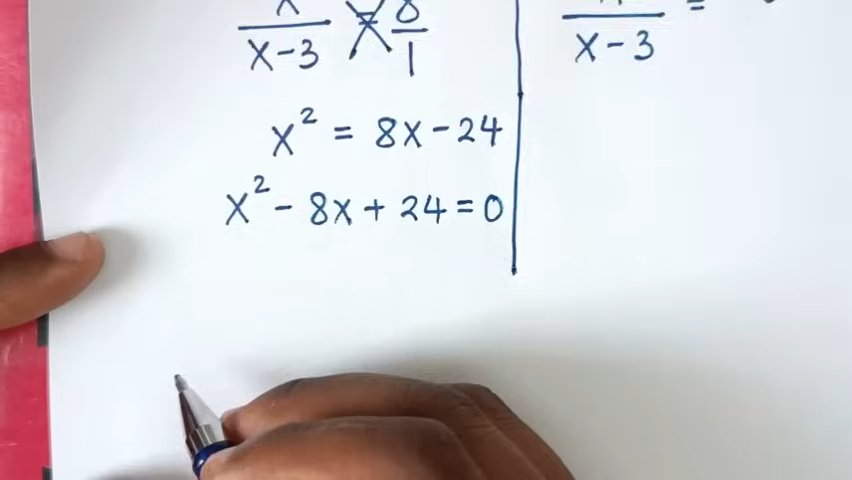 x-3 = 8/1
x² = 8x-24
x² - 8x + 24 = 0
x-3 =